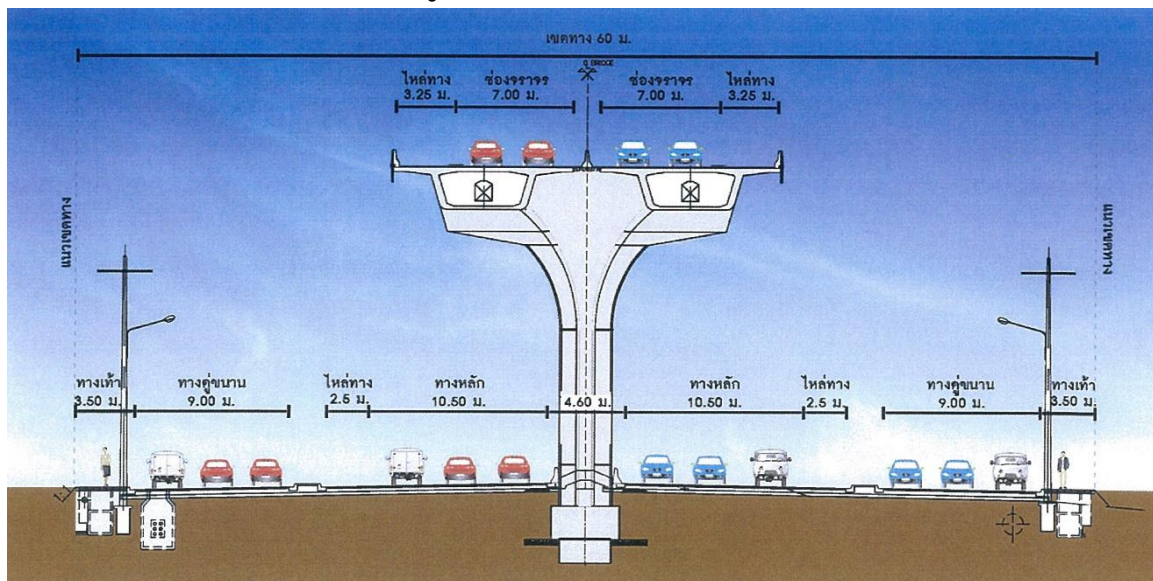 เขตทาง 60 ม.
BRIDGE
ไหล่ทาง
3.25 ม.
ช่องจราจร
7.00 ม.
ช่องจราจร
7.00 ม.
ไหล่ทาง
3.25 ม.
แนวเขตทาง
แนวเขตทาง
ทางเท้า
3.50 ม.
ทางคู่ขนาน
9.00 ม.
ไหล่ทาง
2.5 ม.
ทางหลัก
10.50 ม.
4.60 ม.
ทางหลัก
10.50 ม.
ไหล่ทาง
2.5 ม.
ทางคู่ขนาน
9.00 ม.
ทางเท้า
3.50 ม.